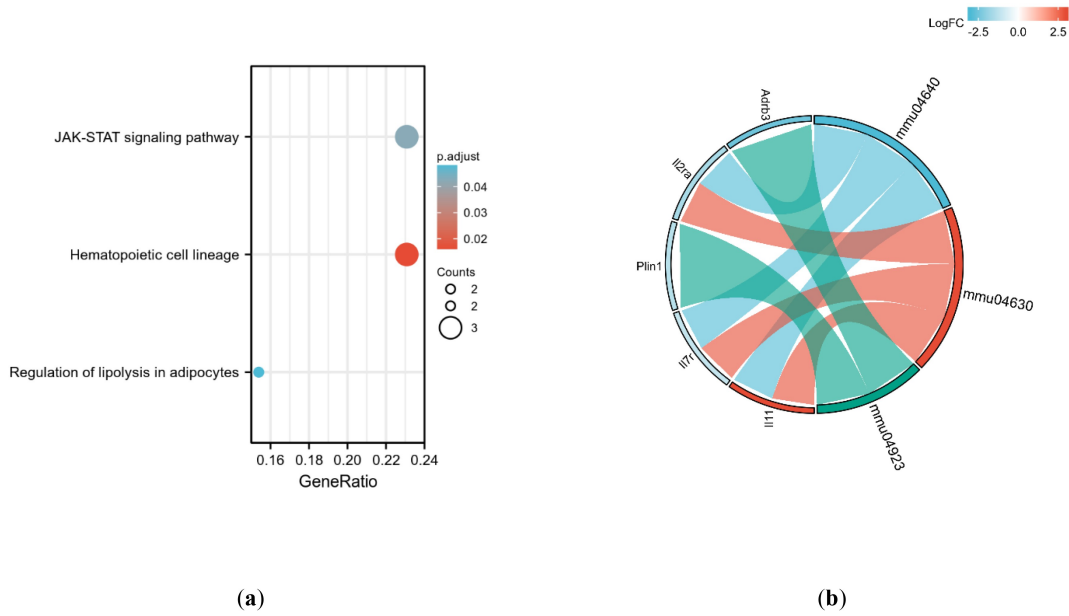 JAK-STAT signaling pathway
Hematopoietic cell lineage
Regulation of lipolysis in adipocytes
0.16 0.18 0.20 0.22 0.24
GeneRatio
p.adjust
0.04
0.03
0.02
Counts
2
2
3
(a)
LogFC
-2.5 0.0 2.5
Adrb3
Il2ra
Plin1
Il7r
Il11
mmu04640
mmu04630
mmu04923
(b)